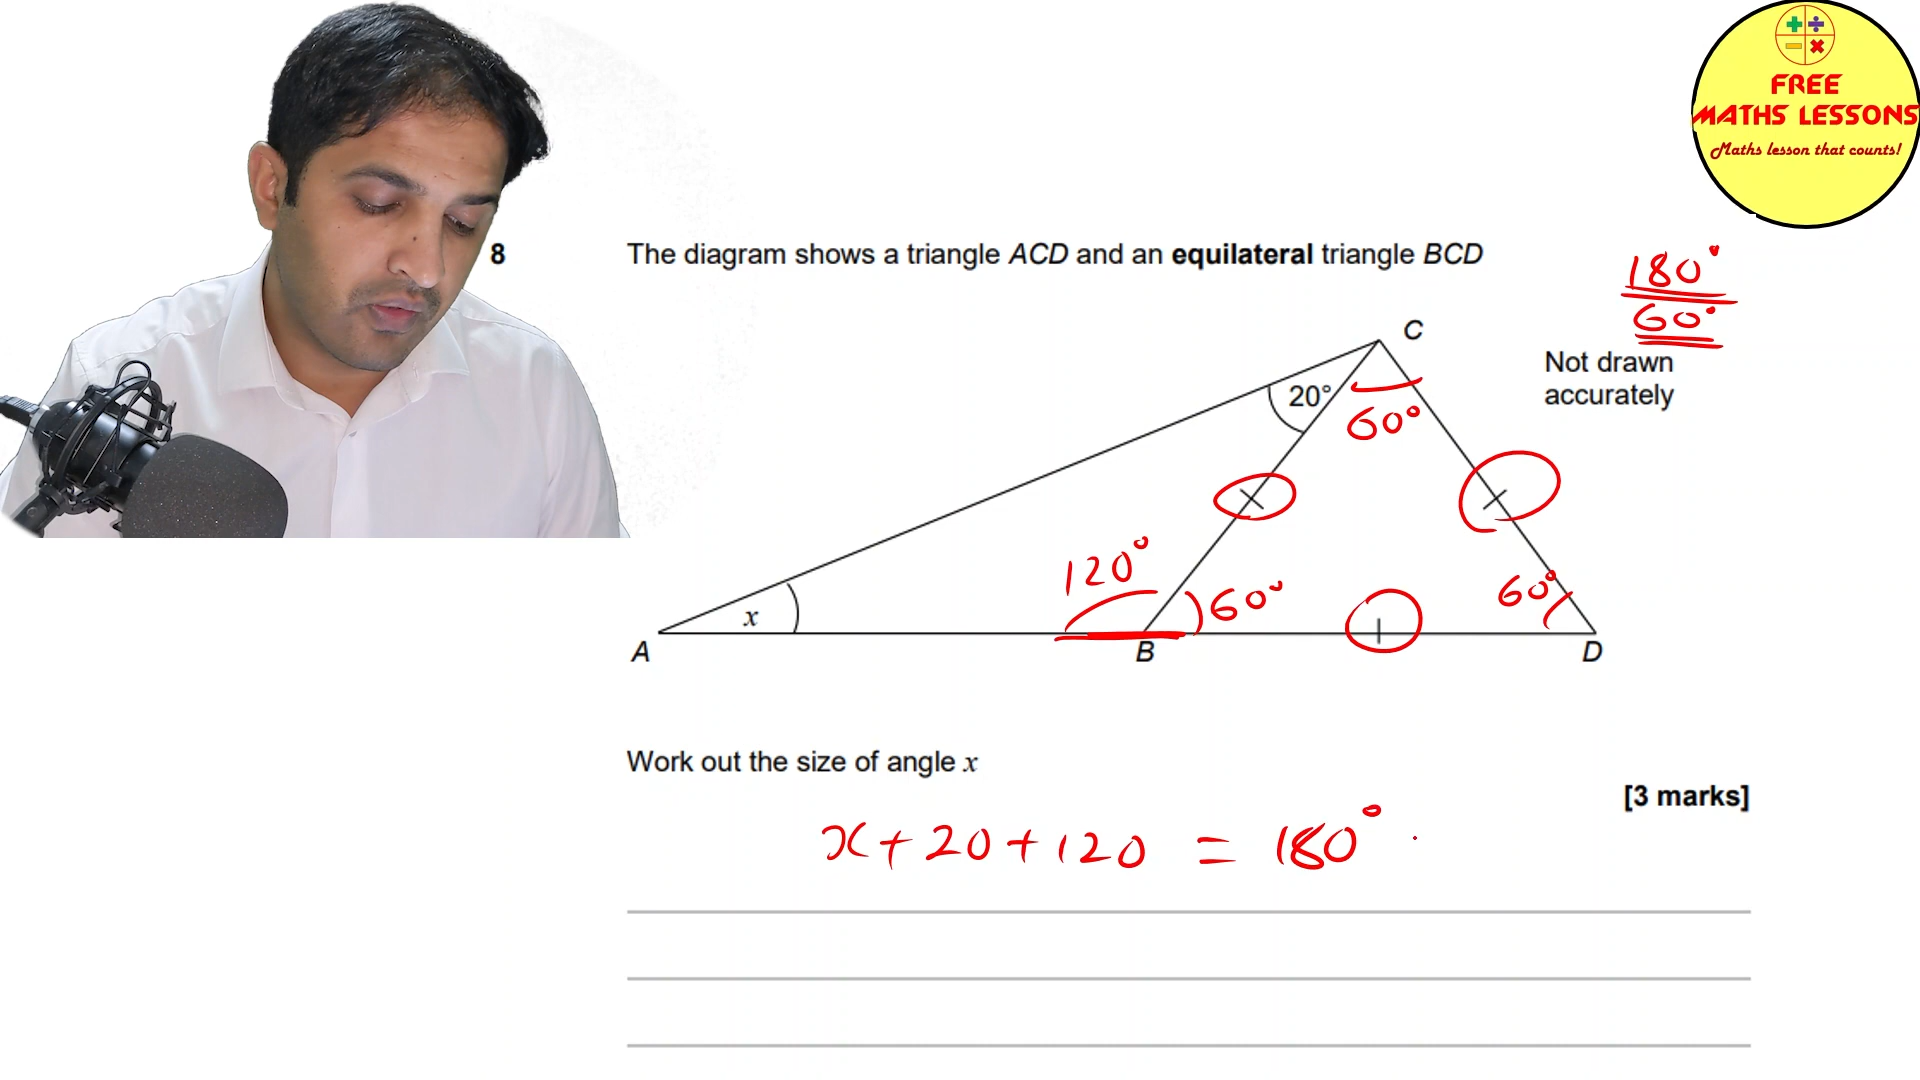 FREE
MATHS LESSONS
Maths lesson that counts!
8 The diagram shows a triangle ACD and an equilateral triangle BCD
180°
60°
C
Not drawn
accurately
20°
60°
120°
60°
60°
x
A
B
D
Work out the size of angle x
[3 marks]
x + 20 + 120 = 180°